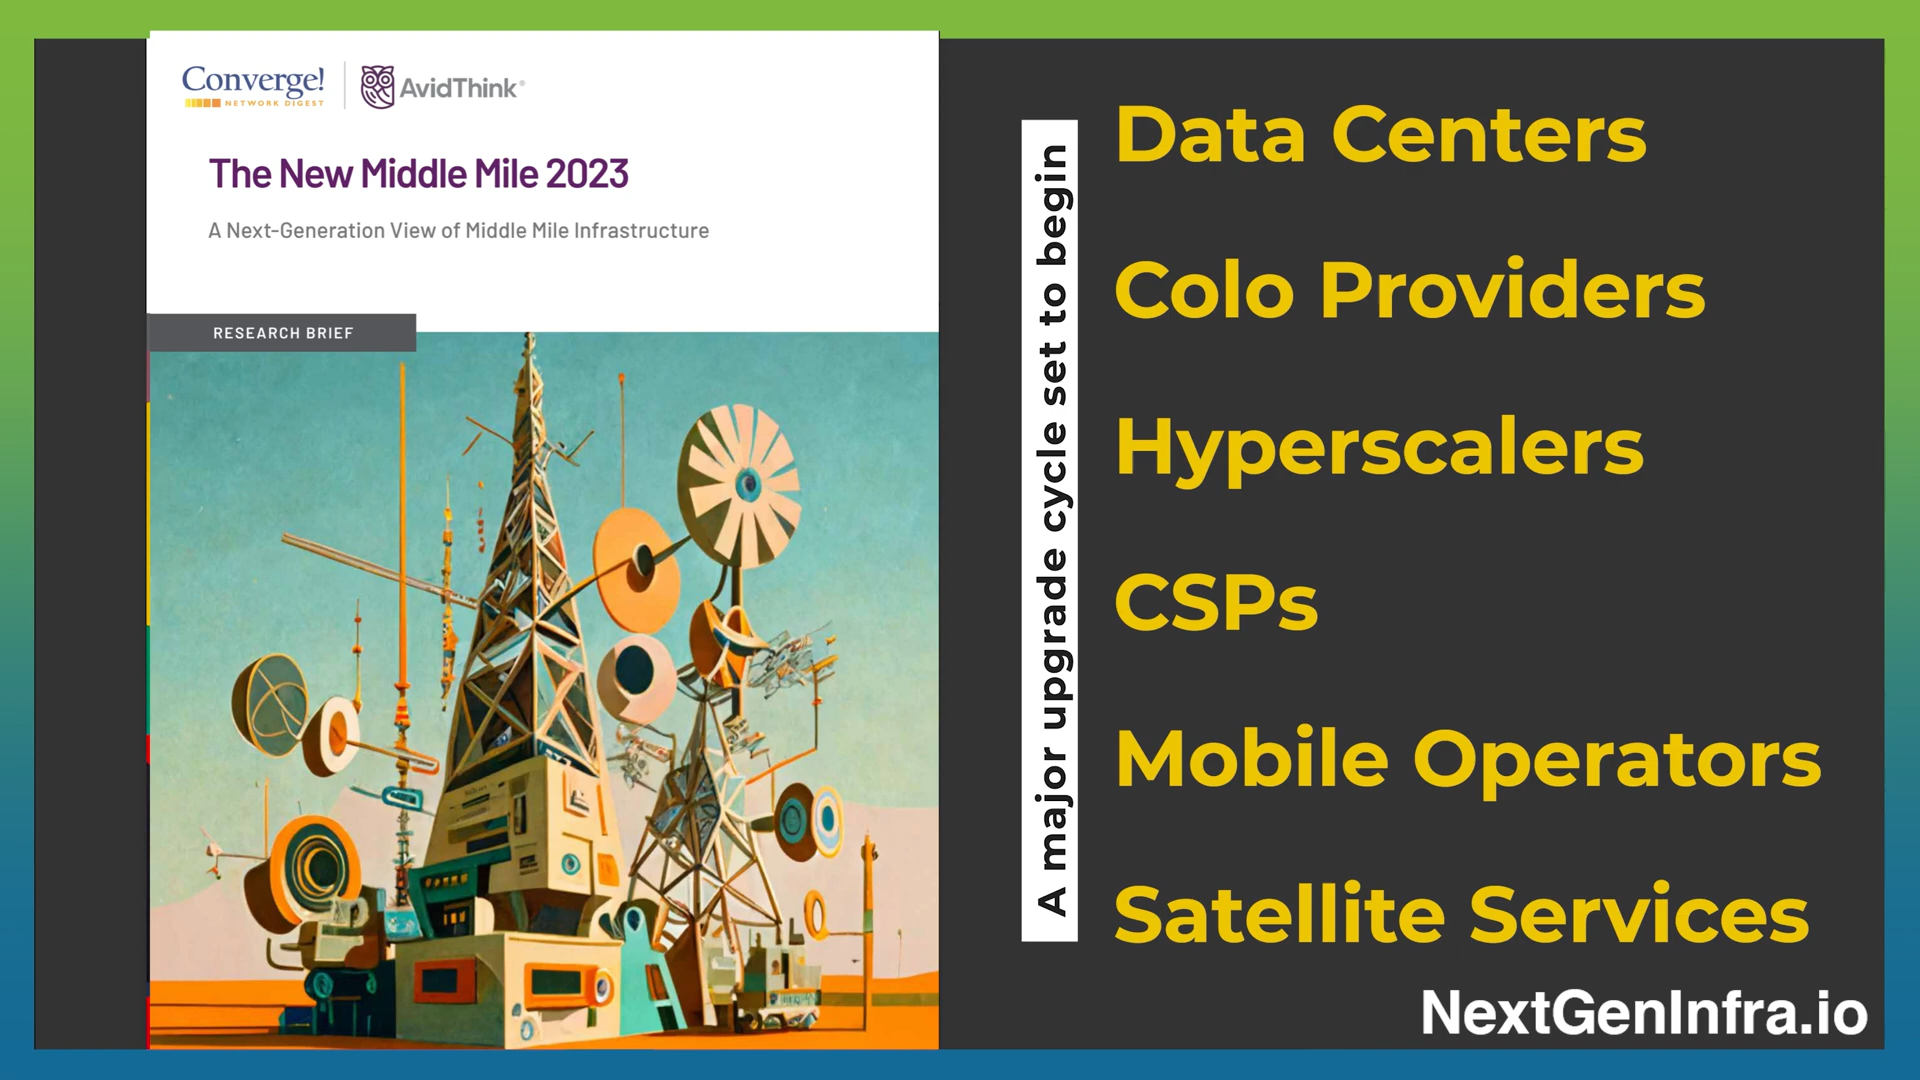 Converge!
NETWORK DIGEST
AvidThink®
The New Middle Mile 2023
A Next-Generation View of Middle Mile Infrastructure
RESEARCH BRIEF
A major upgrade cycle set to begin
Data Centers
Colo Providers
Hyperscalers
CSPs
Mobile Operators
Satellite Services
NextGenInfra.io